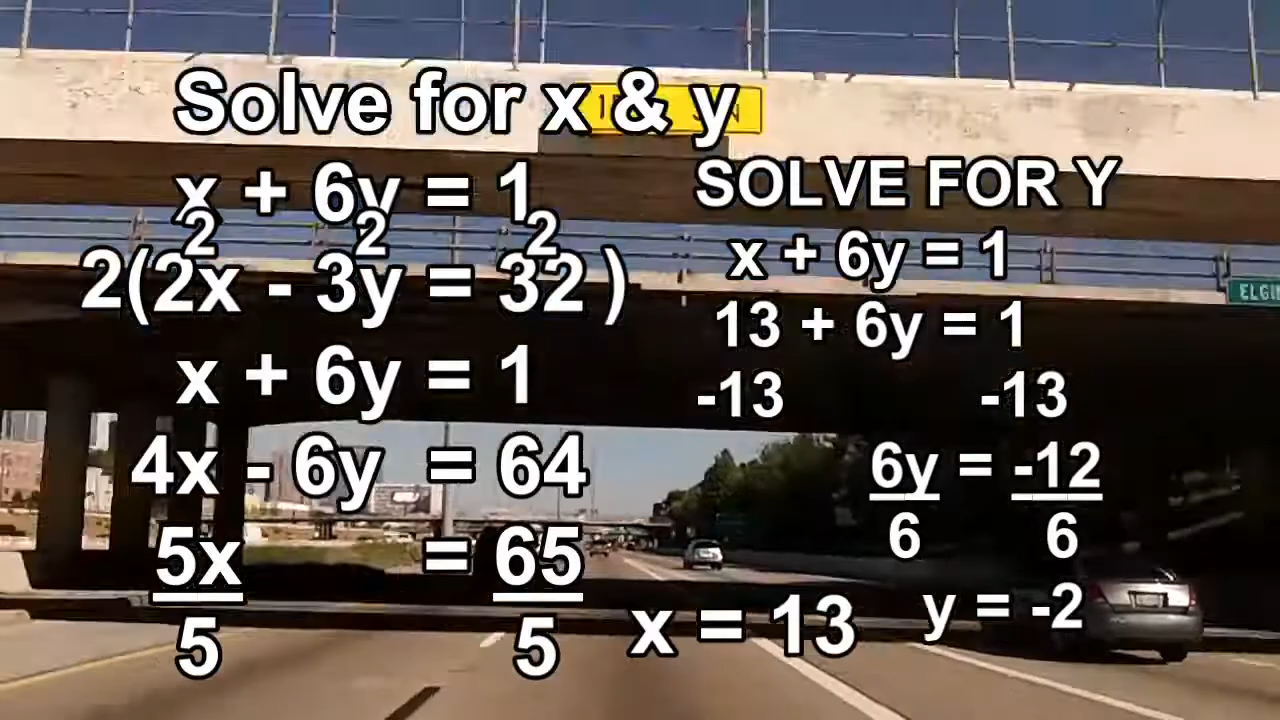 Solve for x & y
x + 6y = 1
2 2 2
2(2x - 3y = 32 )
x + 6y = 1
4x - 6y = 64
5x = 65
5 5
x = 13
SOLVE FOR Y
x + 6y = 1
13 + 6y = 1
-13 -13
6y = -12
6 6
y = -2
ELGIN